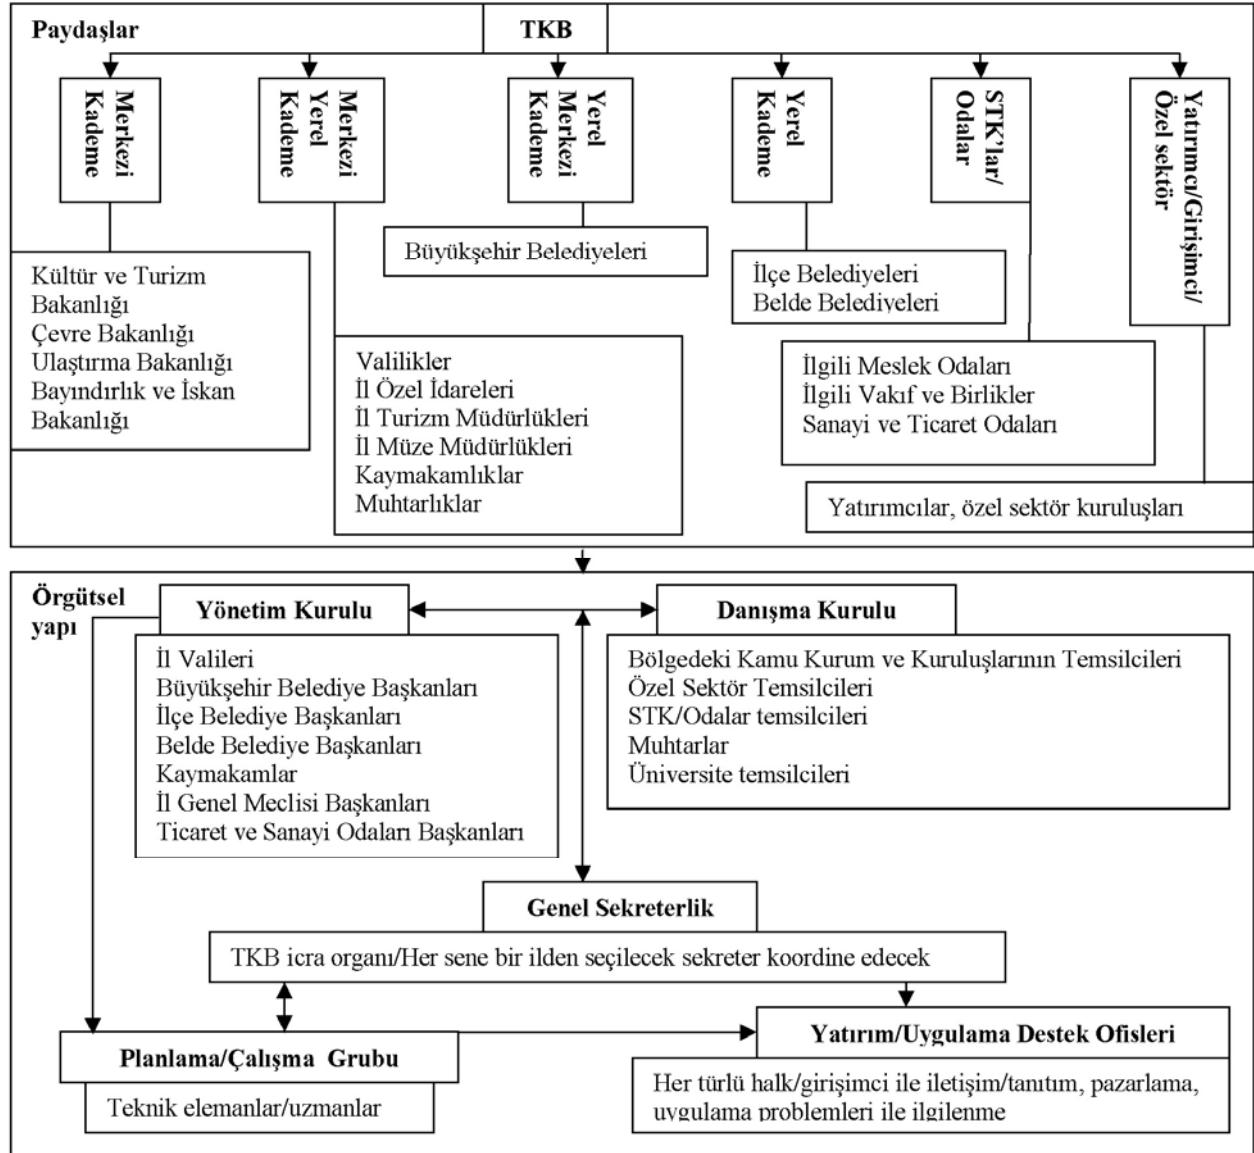 Paydaşlar
TKB
Merkezi
Kademe
Merkezi
Yerel
Kademe
Yerel
Merkezi
Kademe
Yerel
Kademe
STK'lar/
Odalar
Yatırımcı/Girişimci/
Özel sektör
Kültür ve Turizm
Bakanlığı
Çevre Bakanlığı
Ulaştırma Bakanlığı
Bayındırlık ve İskan
Bakanlığı
Valilikler
İl Özel İdareleri
İl Turizm Müdürlükleri
İl Müze Müdürlükleri
Kaymakamlıklar
Muhtarlıklar
Büyükşehir Belediyeleri
İlçe Belediyeleri
Belde Belediyeleri
İlgili Meslek Odaları
İlgili Vakıf ve Birlikler
Sanayi ve Ticaret Odaları
Yatırımcılar, özel sektör kuruluşları
Örgütsel
yapı
Yönetim Kurulu
İl Valileri
Büyükşehir Belediye Başkanları
İlçe Belediye Başkanları
Belde Belediye Başkanları
Kaymakamlar
İl Genel Meclisi Başkanları
Ticaret ve Sanayi Odaları Başkanları
Danışma Kurulu
Bölgedeki Kamu Kurum ve Kuruluşlarının Temsilcileri
Özel Sektör Temsilcileri
STK/Odalar temsilcileri
Muhtarlar
Üniversite temsilcileri
Genel Sekreterlik
TKB icra organı/Her sene bir ilden seçilecek sekreter koordine edecek
Planlama/Çalışma Grubu
Teknik elemanlar/uzmanlar
Yatırım/Uygulama Destek Ofisleri
Her türlü halk/girişimci ile iletişim/tanıtım, pazarlama,
uygulama problemleri ile ilgilenme